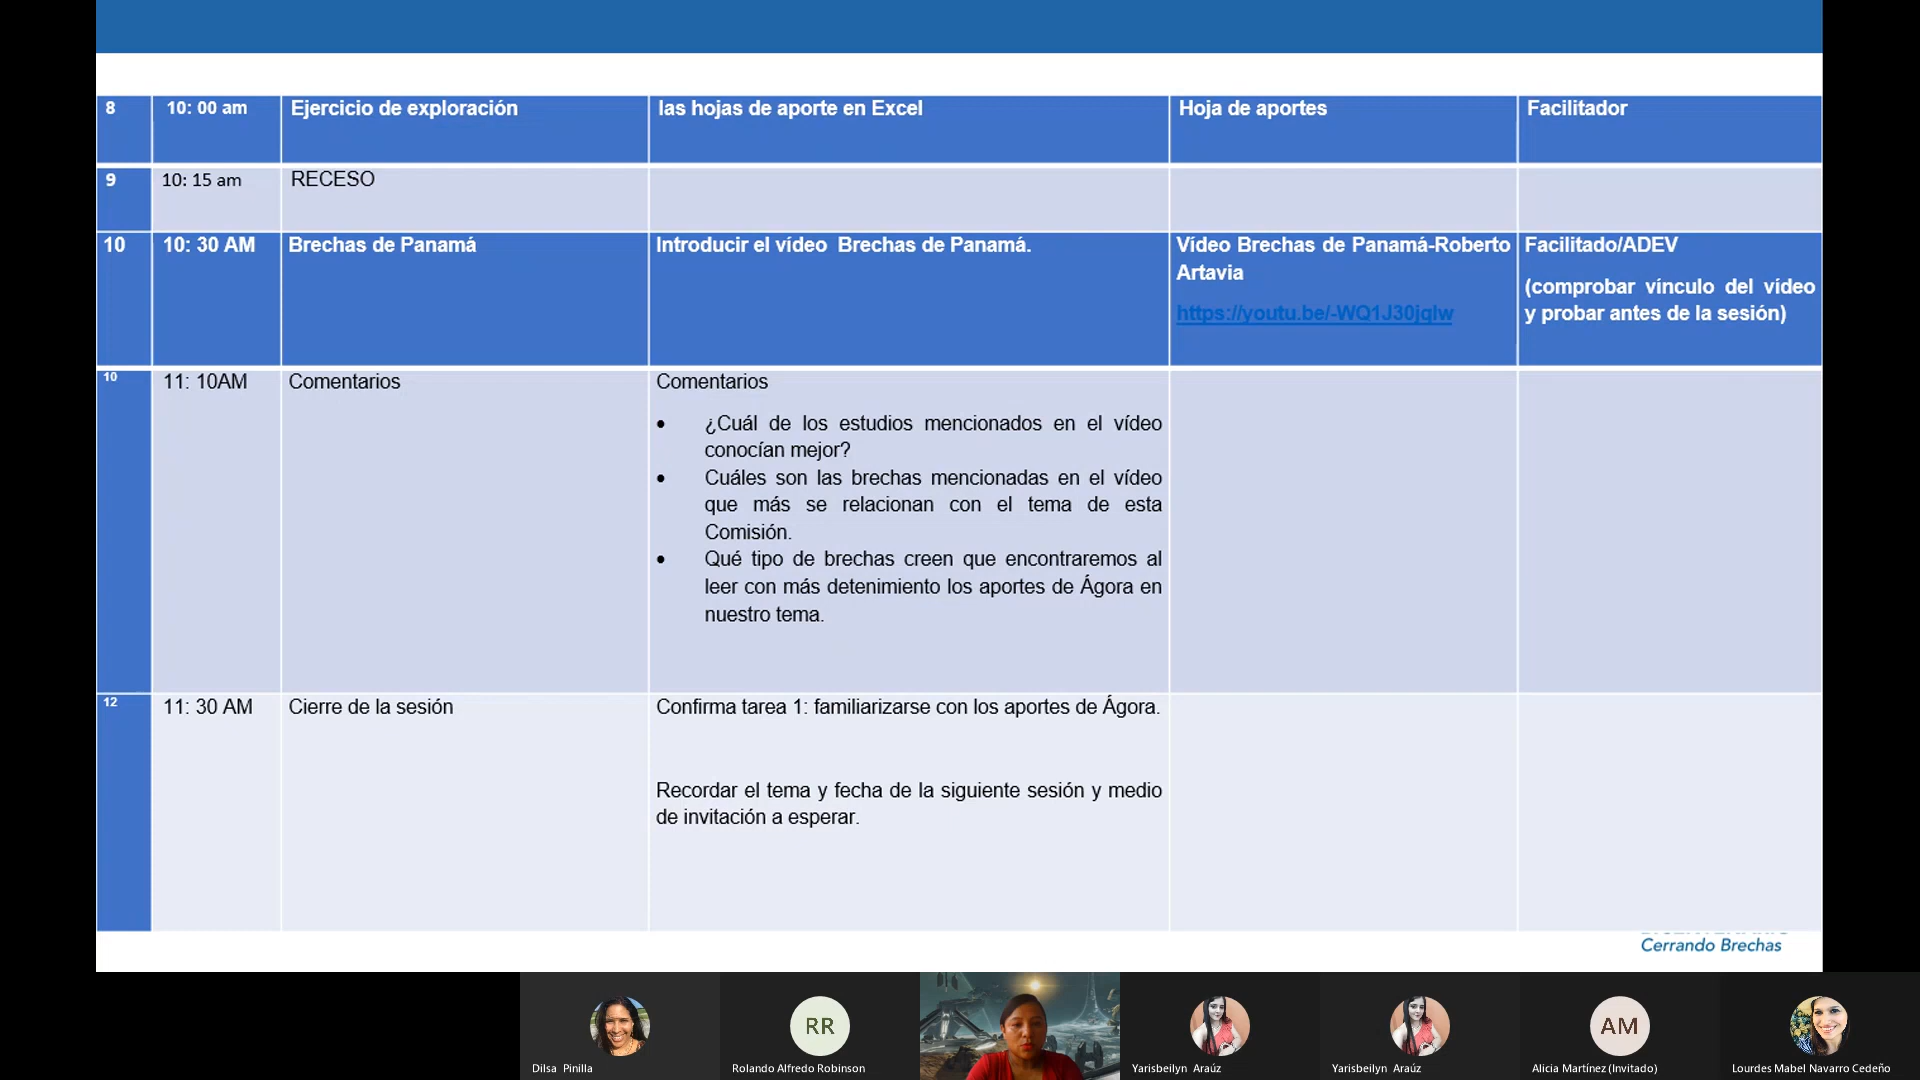 8 10: 00 am Ejercicio de exploración las hojas de aporte en Excel Hoja de aportes Facilitador
9 10: 15 am RECESO
10 10: 30 AM Brechas de Panamá Introducir el vídeo Brechas de Panamá. Vídeo Brechas de Panamá-Roberto
Artavia
https://youtu.be/-WQ1J30jqlw
Facilitado/ADEV
(comprobar vínculo del vídeo
y probar antes de la sesión)
10 11: 10AM Comentarios Comentarios
• ¿Cuál de los estudios mencionados en el vídeo
conocían mejor?
• Cuáles son las brechas mencionadas en el vídeo
que más se relacionan con el tema de esta
Comisión.
• Qué tipo de brechas creen que encontraremos al
leer con más detenimiento los aportes de Ágora en
nuestro tema.
12 11: 30 AM Cierre de la sesión Confirma tarea 1: familiarizarse con los aportes de Ágora.
Recordar el tema y fecha de la siguiente sesión y medio
de invitación a esperar.
Cerrando Brechas
RR
AM
Dilsa Pinilla
Rolando Alfredo Robinson
Yarisbeilyn Araúz
Yarisbeilyn Araúz
Alicia Martínez (Invitado)
Lourdes Mabel Navarro Cedeño